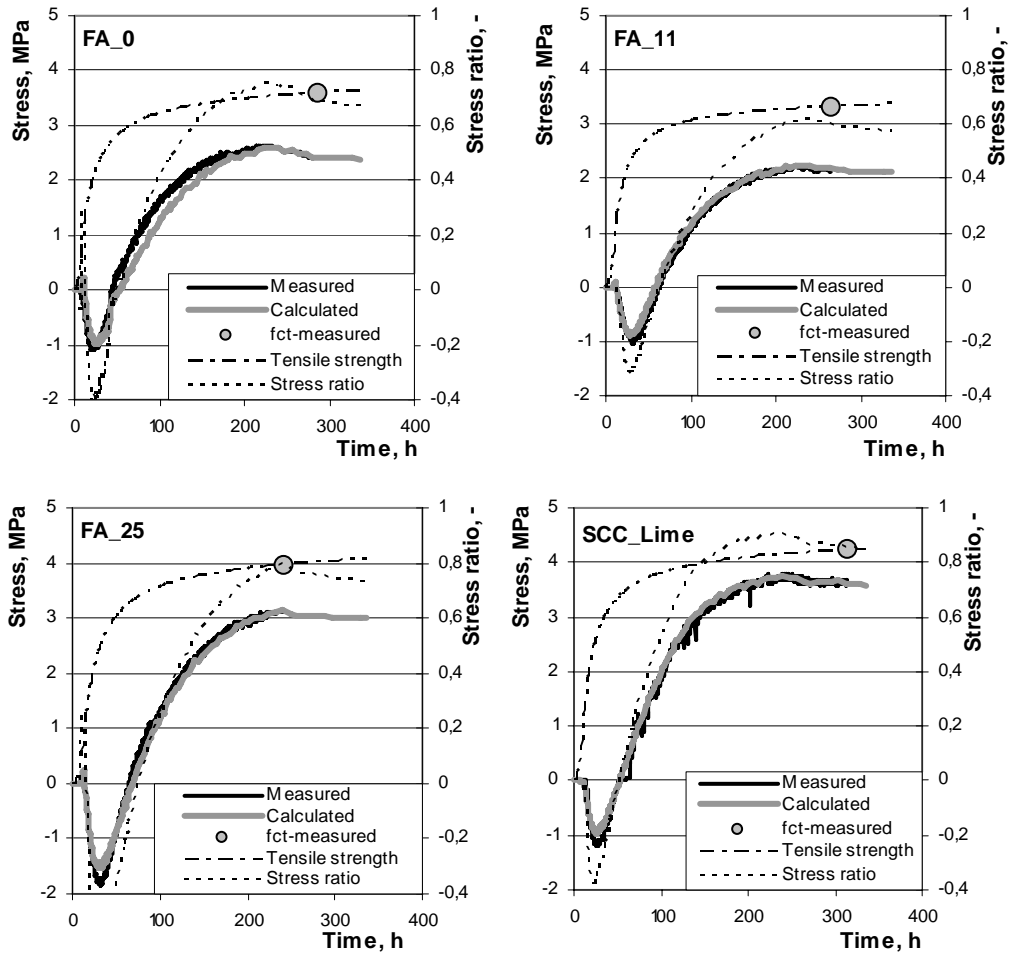 FA_0
Stress, MPa
Stress ratio, -
5
4
3
2
1
0
-1
-2
1
0,8
0,6
0,4
0,2
0
-0,2
-0,4
0 100 200 300 400
Time, h
Measured
Calculated
fct-measured
Tensile strength
Stress ratio
FA_11
Stress, MPa
Stress ratio, -
5
4
3
2
1
0
-1
-2
1
0,8
0,6
0,4
0,2
0
-0,2
-0,4
0 100 200 300 400
Time, h
Measured
Calculated
fct-measured
Tensile strength
Stress ratio
FA_25
Stress, MPa
Stress ratio, -
5
4
3
2
1
0
-1
-2
1
0,8
0,6
0,4
0,2
0
-0,2
-0,4
0 100 200 300 400
Time, h
Measured
Calculated
fct-measured
Tensile strength
Stress ratio
SCC_Lime
Stress, MPa
Stress ratio, -
5
4
3
2
1
0
-1
-2
1
0,8
0,6
0,4
0,2
0
-0,2
-0,4
0 100 200 300 400
Time, h
Measured
Calculated
fct-measured
Tensile strength
Stress ratio